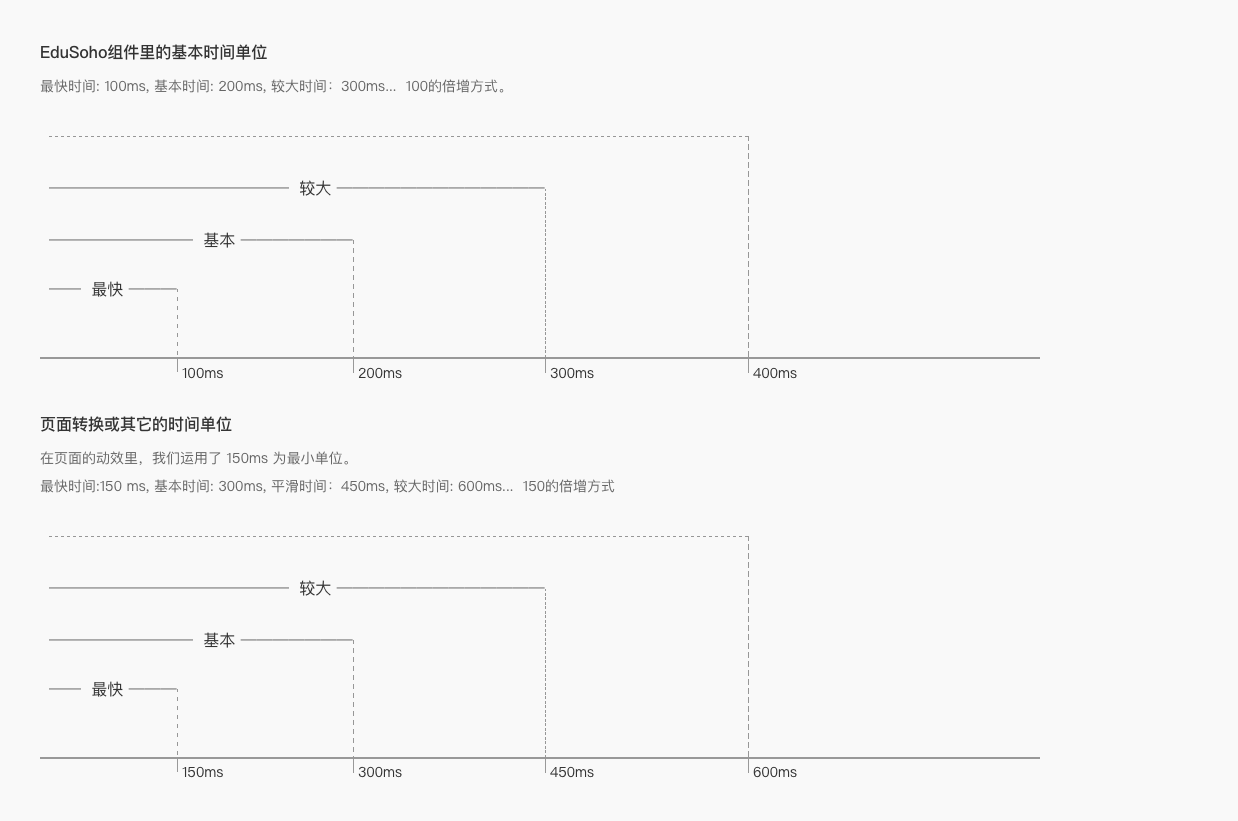 EduSoho组件里的基本时间单位
最快时间: 100ms, 基本时间: 200ms, 较大时间：300ms... 100的倍增方式。
较大
基本
最快
100ms
200ms
300ms
400ms
页面转换或其它的时间单位
在页面的动效里，我们运用了 150ms 为最小单位。
最快时间:150 ms, 基本时间: 300ms, 平滑时间：450ms, 较大时间: 600ms... 150的倍增方式
较大
基本
最快
150ms
300ms
450ms
600ms